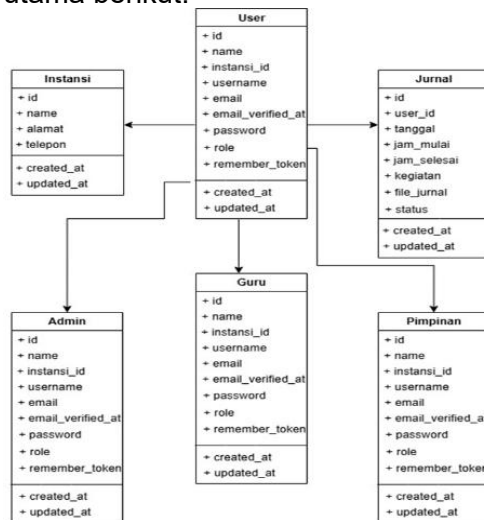 utama berikut:
User
+ id
+ name
+ instansi_id
+ username
+ email
+ email_verified_at
+ password
+ role
+ remember_token
+ created_at
+ updated_at
Instansi
+ id
+ name
+ alamat
+ telepon
+ created_at
+ updated_at
Jurnal
+ id
+ user_id
+ tanggal
+ jam_mulai
+ jam_selesai
+ kegiatan
+ file_jurnal
+ status
+ created_at
+ updated_at
Admin
+ id
+ name
+ instansi_id
+ username
+ email
+ email_verified_at
+ password
+ role
+ remember_token
+ created_at
+ updated_at
Guru
+ id
+ name
+ instansi_id
+ username
+ email
+ email_verified_at
+ password
+ role
+ remember_token
+ created_at
+ updated_at
Pimpinan
+ id
+ name
+ instansi_id
+ username
+ email
+ email_verified_at
+ password
+ role
+ remember_token
+ created_at
+ updated_at